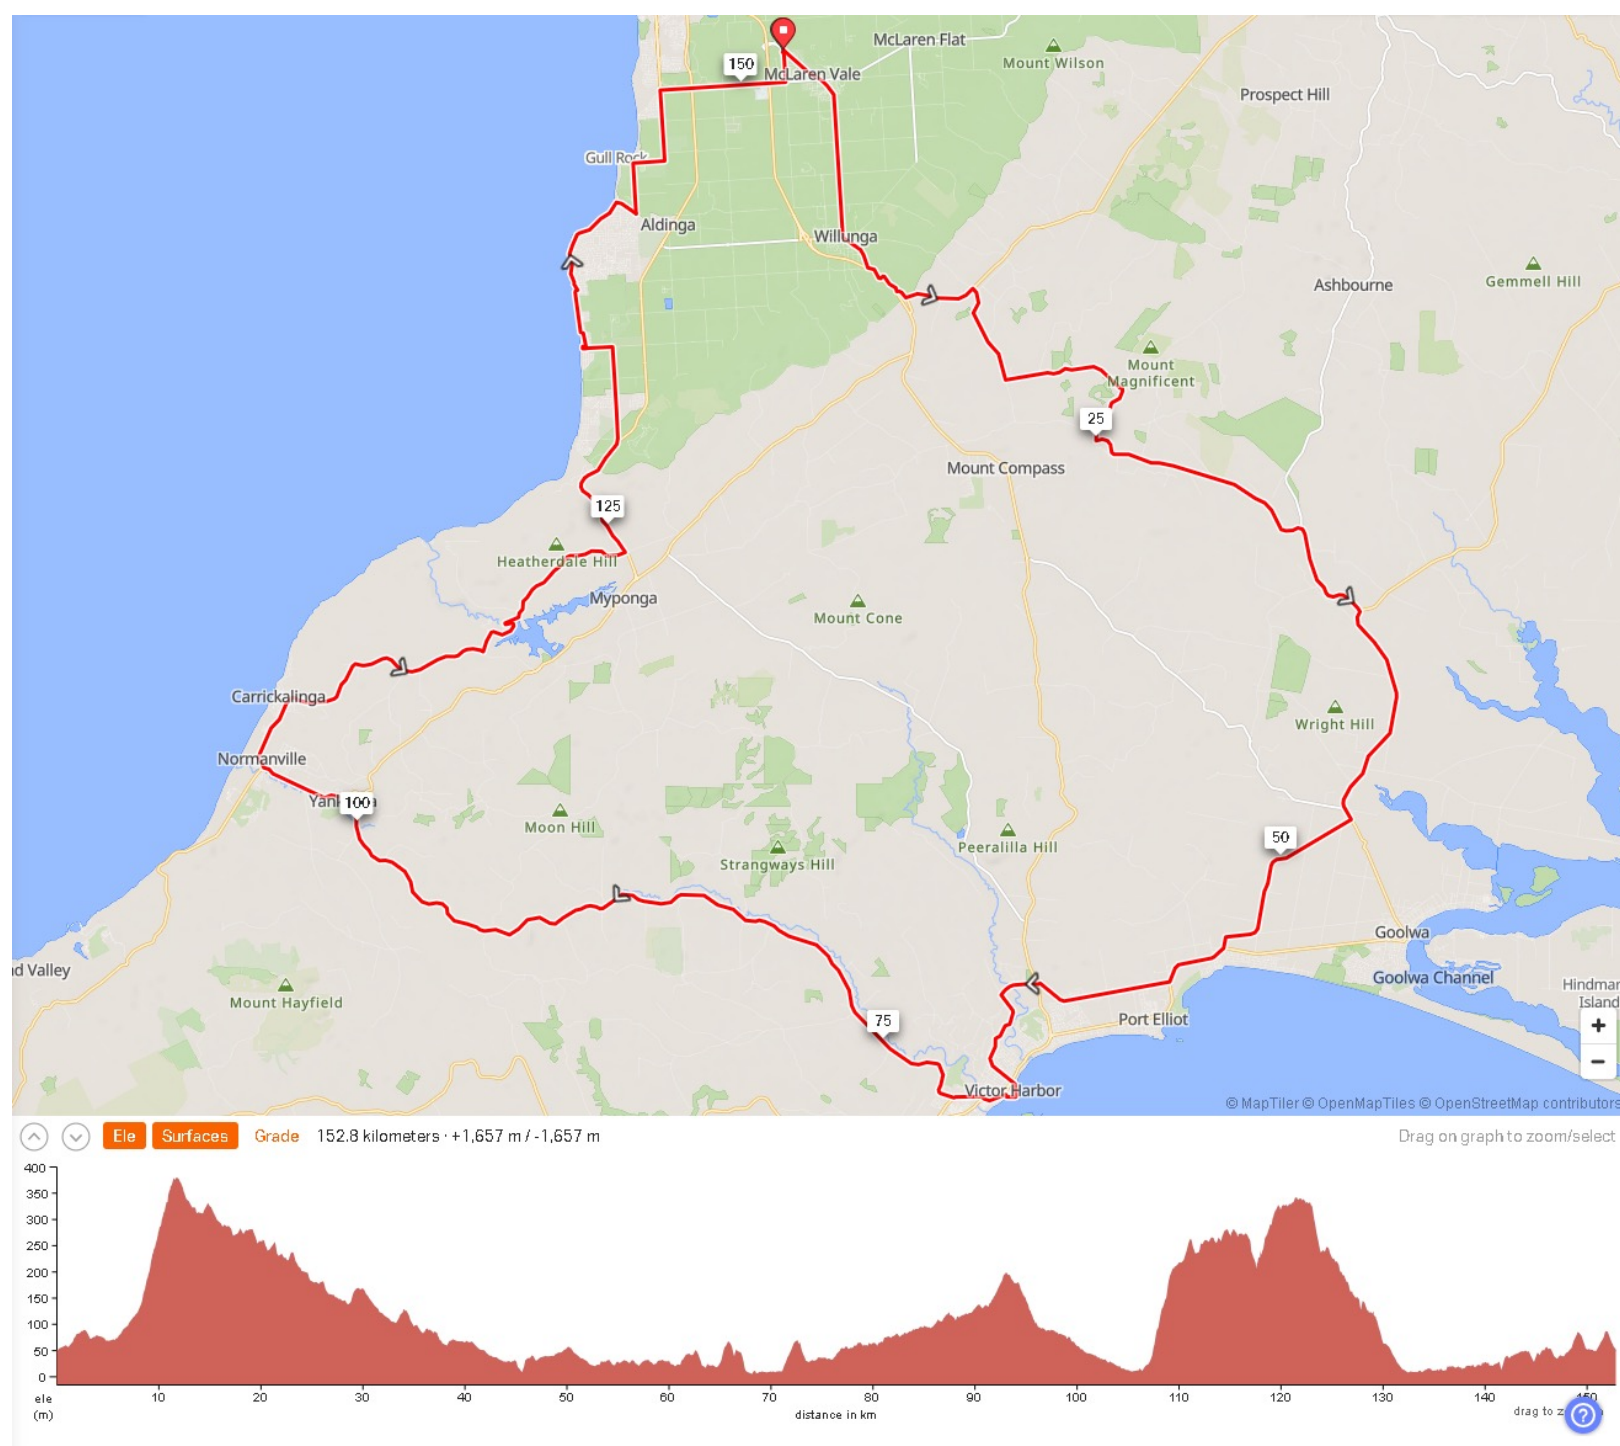 McLaren Flat
150
McLaren Vale
Mount Wilson
Prospect Hill
Gull Rock
Aldinga
Willunga
Ashbourne
Gemmell Hill
Mount
Magnificent
25
Mount Compass
125
Heatherdale Hill
Myponga
Mount Cone
Carrickalinga
Wright Hill
Normanville
100
Moon Hill
Strangways Hill
Peeralilla Hill
50
Goolwa
d Valley
Mount Hayfield
Goolwa Channel
Hindmar
Island
75
Port Elliot
+
−
Victor Harbor
© MapTiler © OpenMapTiles © OpenStreetMap contributors
Ele
Surfaces
Grade
152.8 kilometers · +1,657 m / -1,657 m
Drag on graph to zoom/select
400
350
300
250
200
150
100
50
0
ele
(m)
10 20 30 40 50 60 70 80 90 100 110 120 130 140 150
distance in km
drag to z
?